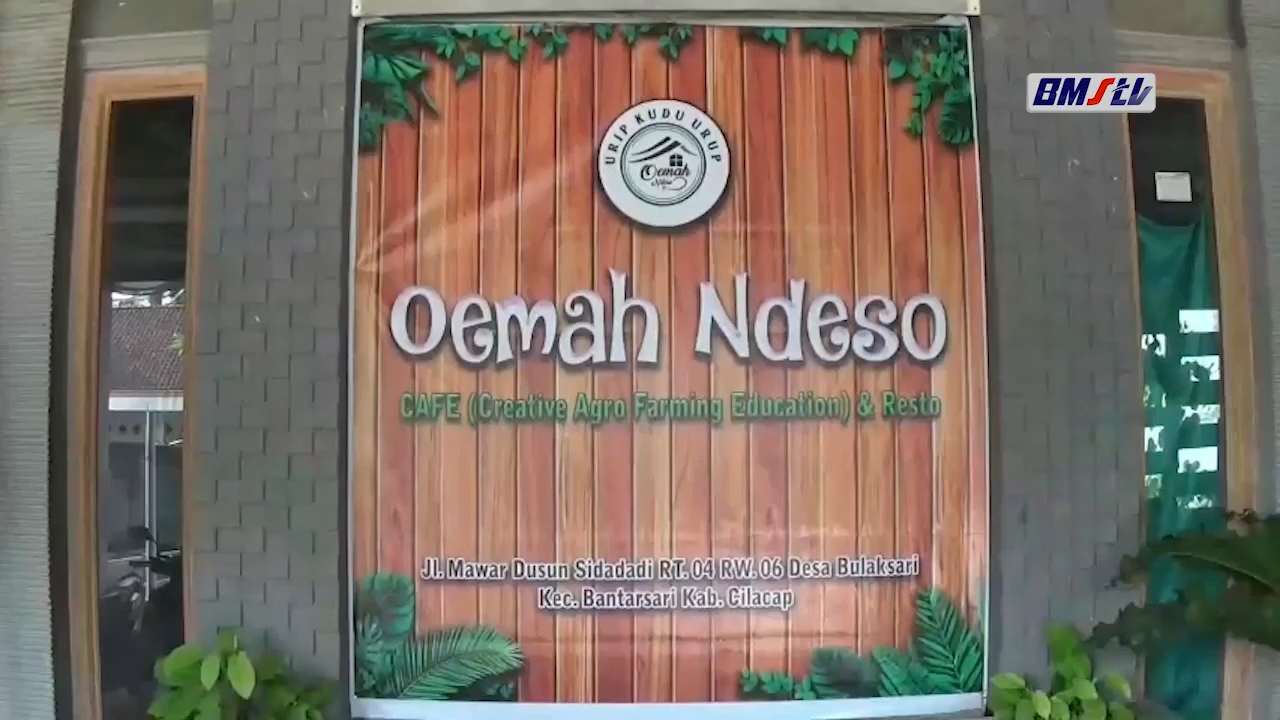 BMStv
URIP KUDU URUP
Oemah
Ndeso
Oemah Ndeso
CAFE (Creative Agro Farming Education) & Resto
Jl. Mawar Dusun Sidadadi RT. 04 RW. 06 Desa Bulaksari
Kec. Bantarsari Kab. Cilacap